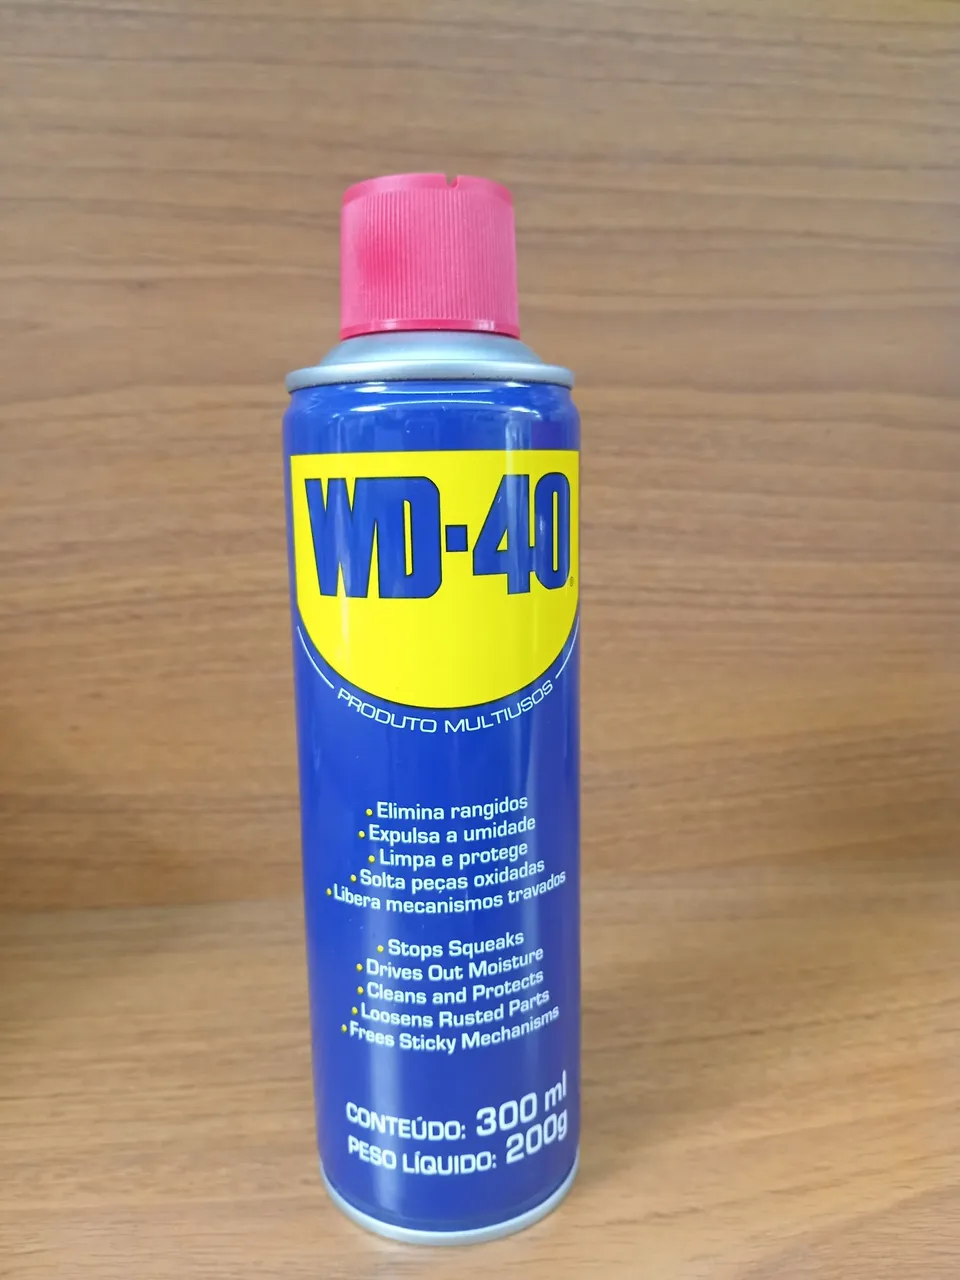 WD-40®
PRODUTO MULTIUSOS
•Elimina rangidos
•Expulsa a umidade
•Limpa e protege
•Solta peças oxidadas
•Libera mecanismos travados
•Stops Squeaks
•Drives Out Moisture
•Cleans and Protects
•Loosens Rusted Parts
•Frees Sticky Mechanisms
CONTEÚDO: 300 ml
PESO LÍQUIDO: 200g